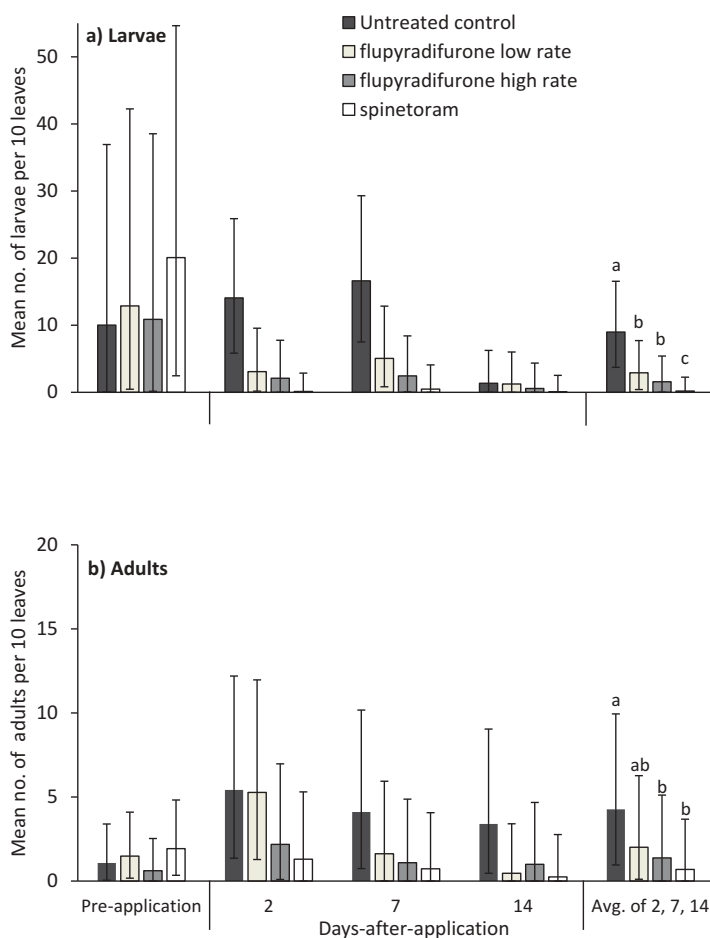 a) Larvae
Untreated control
flupyradifurone low rate
flupyradifurone high rate
spinetoram
Mean no. of larvae per 10 leaves
50
40
30
20
10
0
a
b
b
c
b) Adults
Mean no. of adults per 10 leaves
20
15
10
5
0
a
ab
b
b
Pre-application 2 7 14 Avg. of 2, 7, 14
Days-after-application